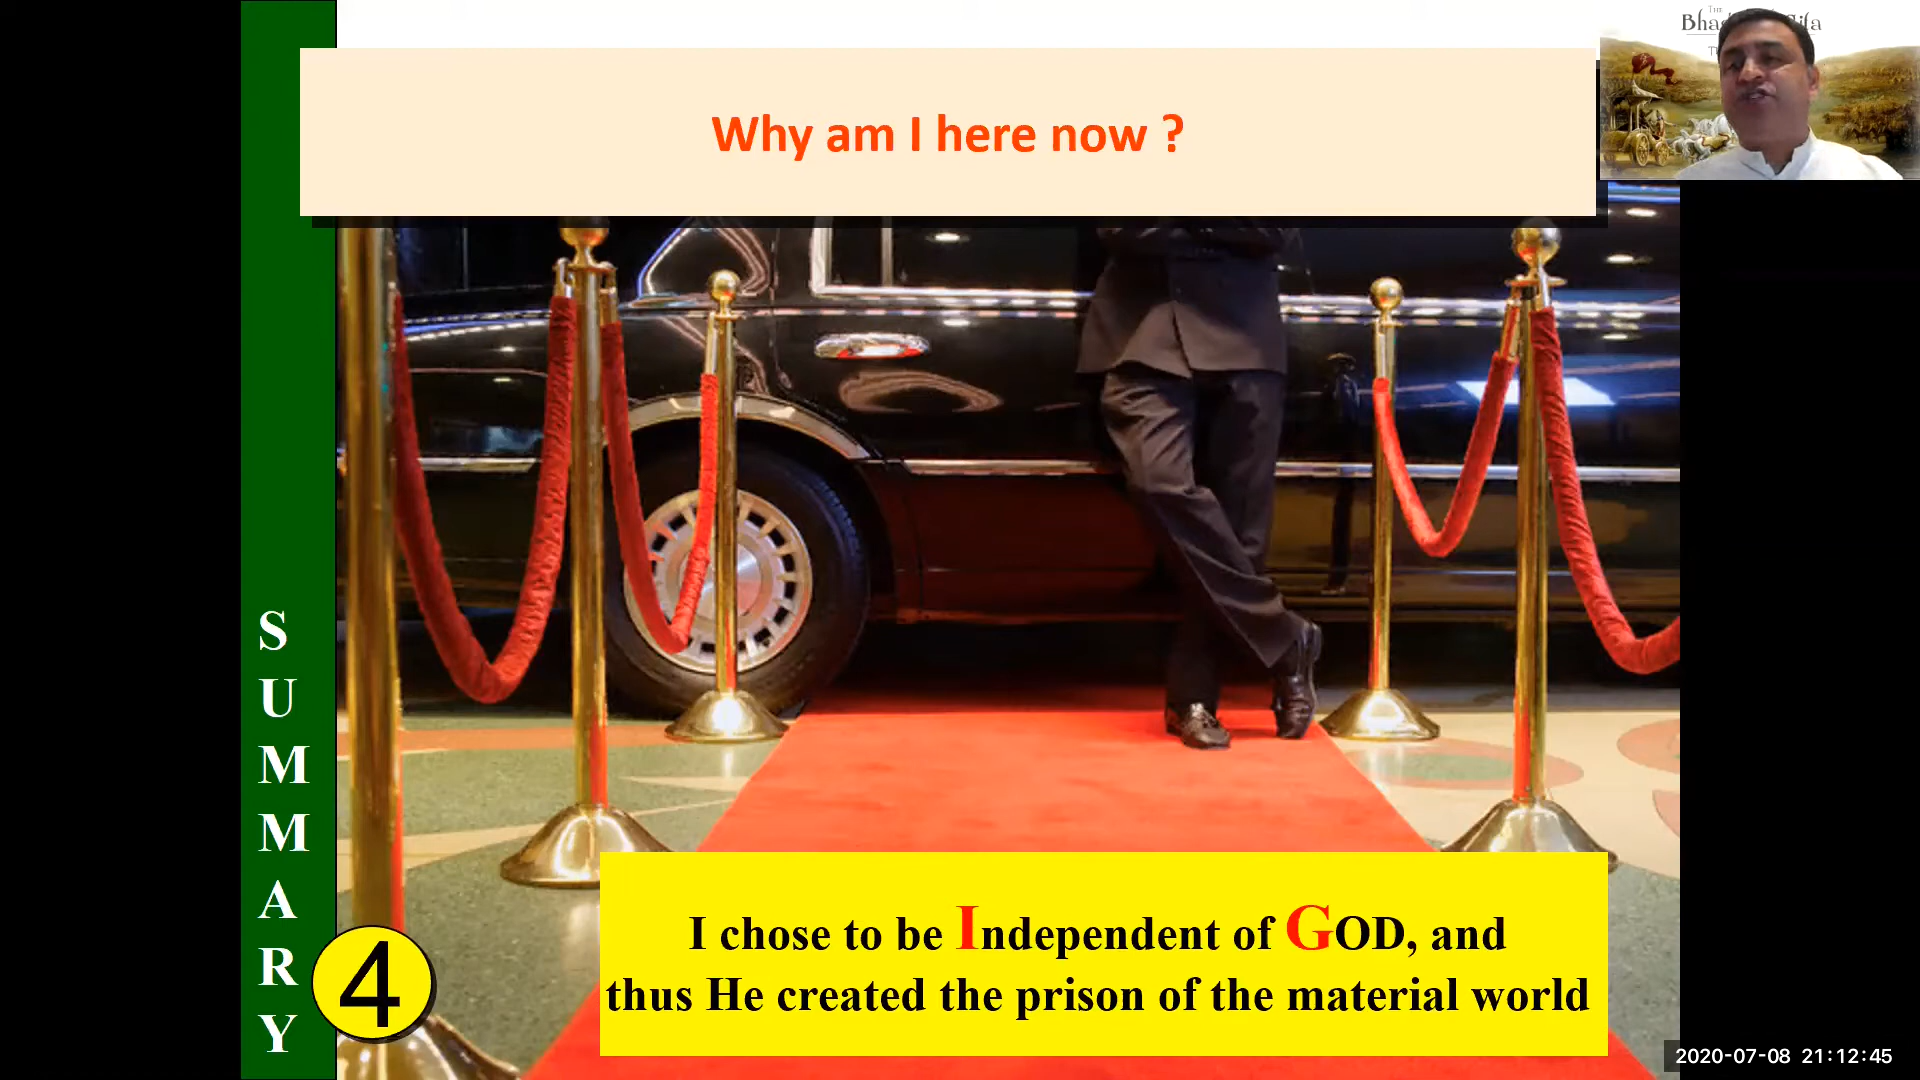 THE
Why am I here now ?
S
U
M
M
A
R
Y
4
I chose to be Independent of GOD, and
thus He created the prison of the material world
2020-07-08 21:12:45